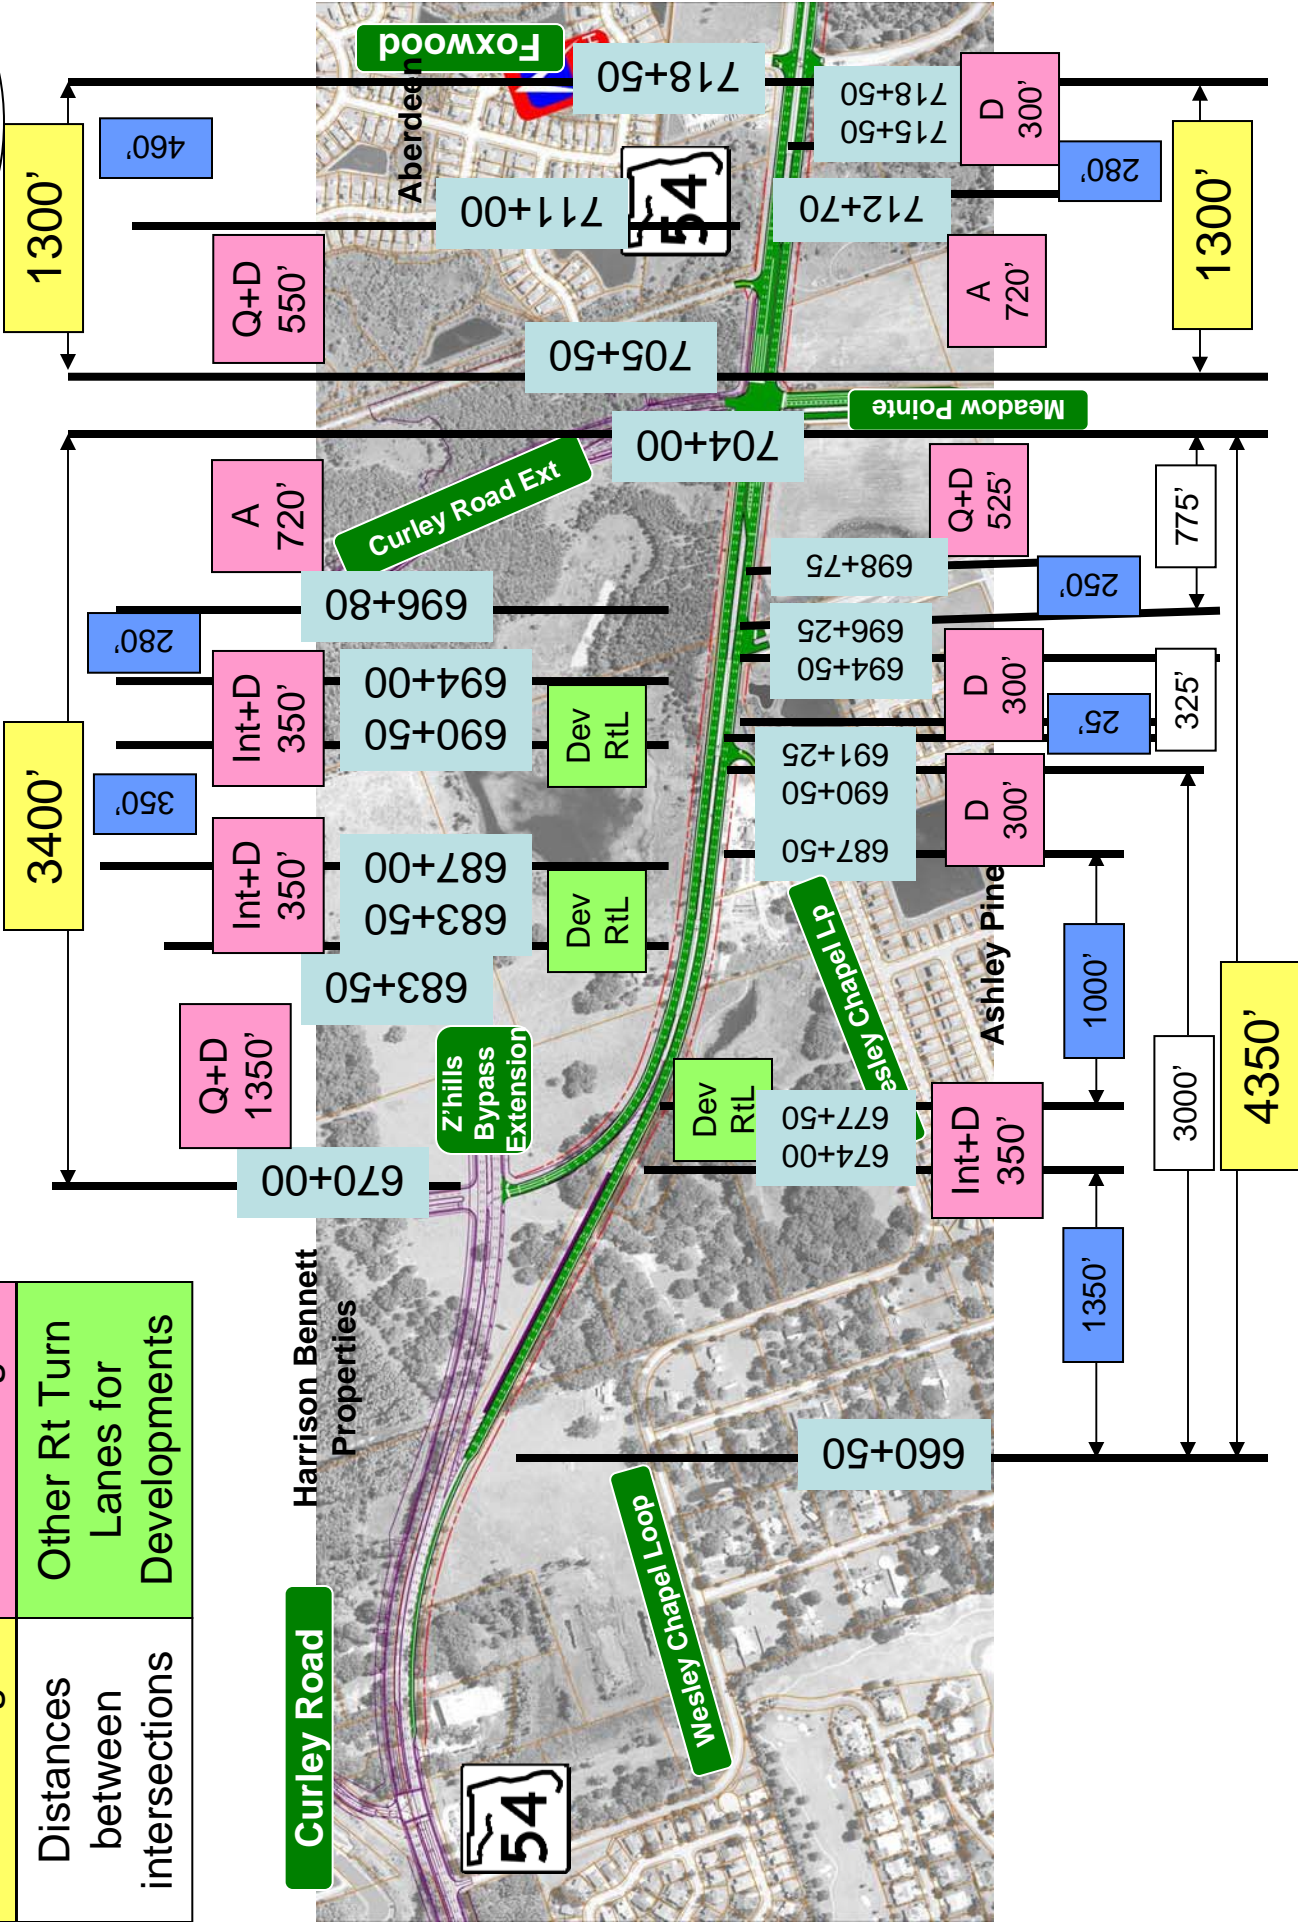 1300'
460'
Q+D
550'
Aberdeen
Foxwood
718+50
711+00
54
705+50
718+50
715+50
D
300'
280'
712+70
A
720'
1300'
Meadow Pointe
704+00
3400'
A
720'
Curley Road Ext
696+80
280'
Int+D
350'
694+00
690+50
Dev
RtL
350'
Int+D
350'
687+00
683+50
Dev
RtL
683+50
Q+D
1350'
Z'hills
Bypass
Extension
670+00
Q+D
525'
775'
698+75
250'
696+25
694+50
D
300'
325'
25'
691+25
690+50
687+50
D
300'
Wesley Chapel Lp
Ashley Pine
1000'
3000'
4350'
Dev
RtL
677+50
674+00
Int+D
350'
1350'
660+50
Harrison Bennett
Properties
Curley Road
Wesley Chapel Loop
54
Other Rt Turn
Lanes for
Developments
Distances
between
intersections